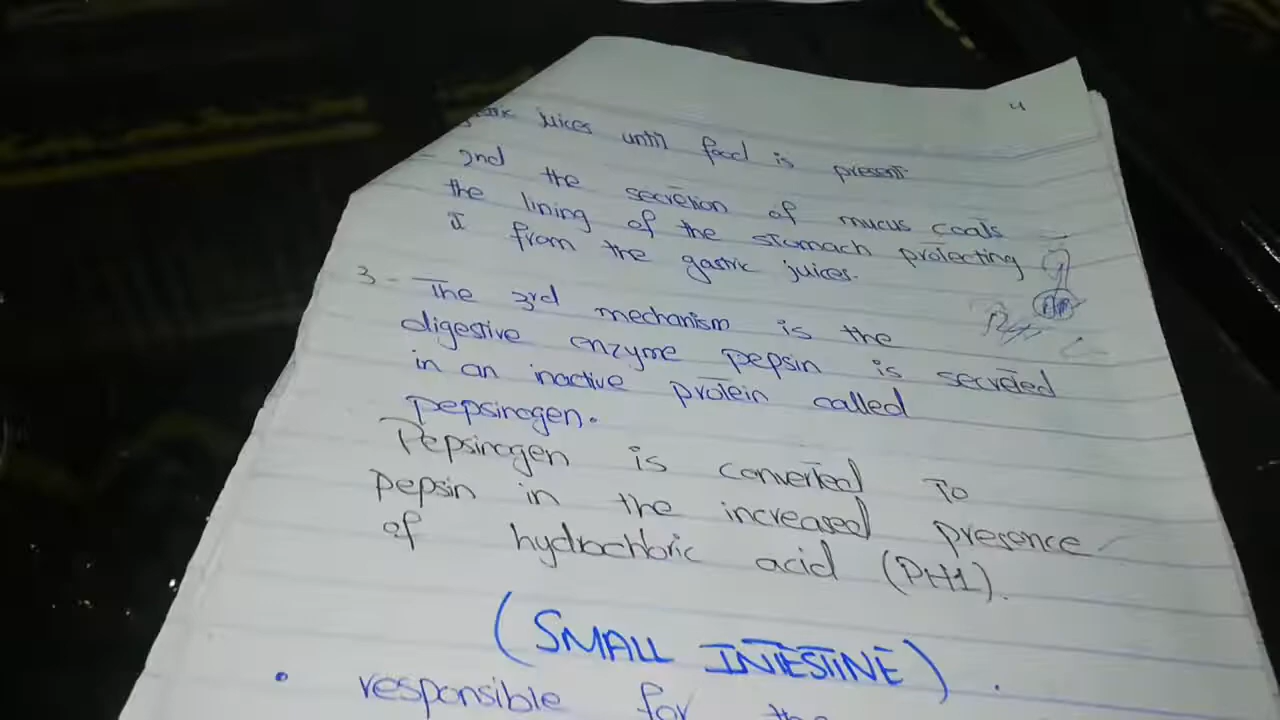 4
juices until food is present
- 2nd the secretion of mucus coats
the lining of the stomach protecting
it from the gastric juices.
3 - The 3rd mechanism is the
digestive enzyme pepsin is secreted
in an inactive protein called
pepsinogen.
Pepsinogen is converted to
pepsin in the increased presence
of hydrochloric acid (PH1).
(SMALL INTESTINE).
• responsible for the